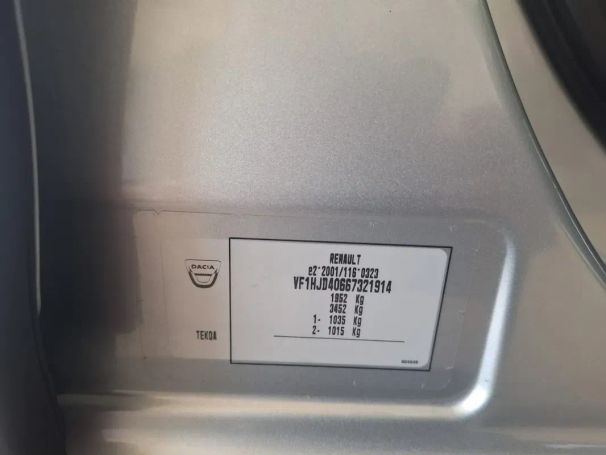 DACIA
TEKOA
RENAULT
e2*2001/116*0323
VF1HJD40667321914
1952 Kg
3452 Kg
1- 1035 Kg
2- 1015 Kg